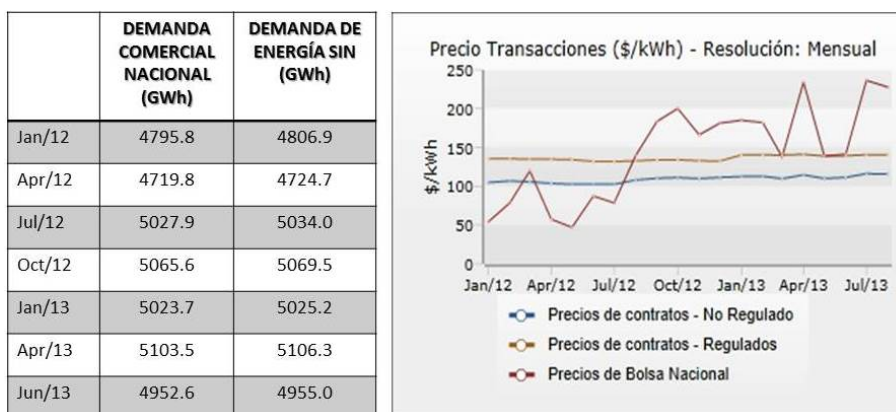 DEMANDA COMERCIAL NACIONAL (GWh)
DEMANDA DE ENERGÍA SIN (GWh)
Jan/12 4795.8 4806.9
Apr/12 4719.8 4724.7
Jul/12 5027.9 5034.0
Oct/12 5065.6 5069.5
Jan/13 5023.7 5025.2
Apr/13 5103.5 5106.3
Jun/13 4952.6 4955.0
Precio Transacciones ($/kWh) - Resolución: Mensual
250
200
150
100
50
0
$/kWh
Jan/12 Apr/12 Jul/12 Oct/12 Jan/13 Apr/13 Jul/13
Precios de contratos - No Regulado
Precios de contratos - Regulados
Precios de Bolsa Nacional